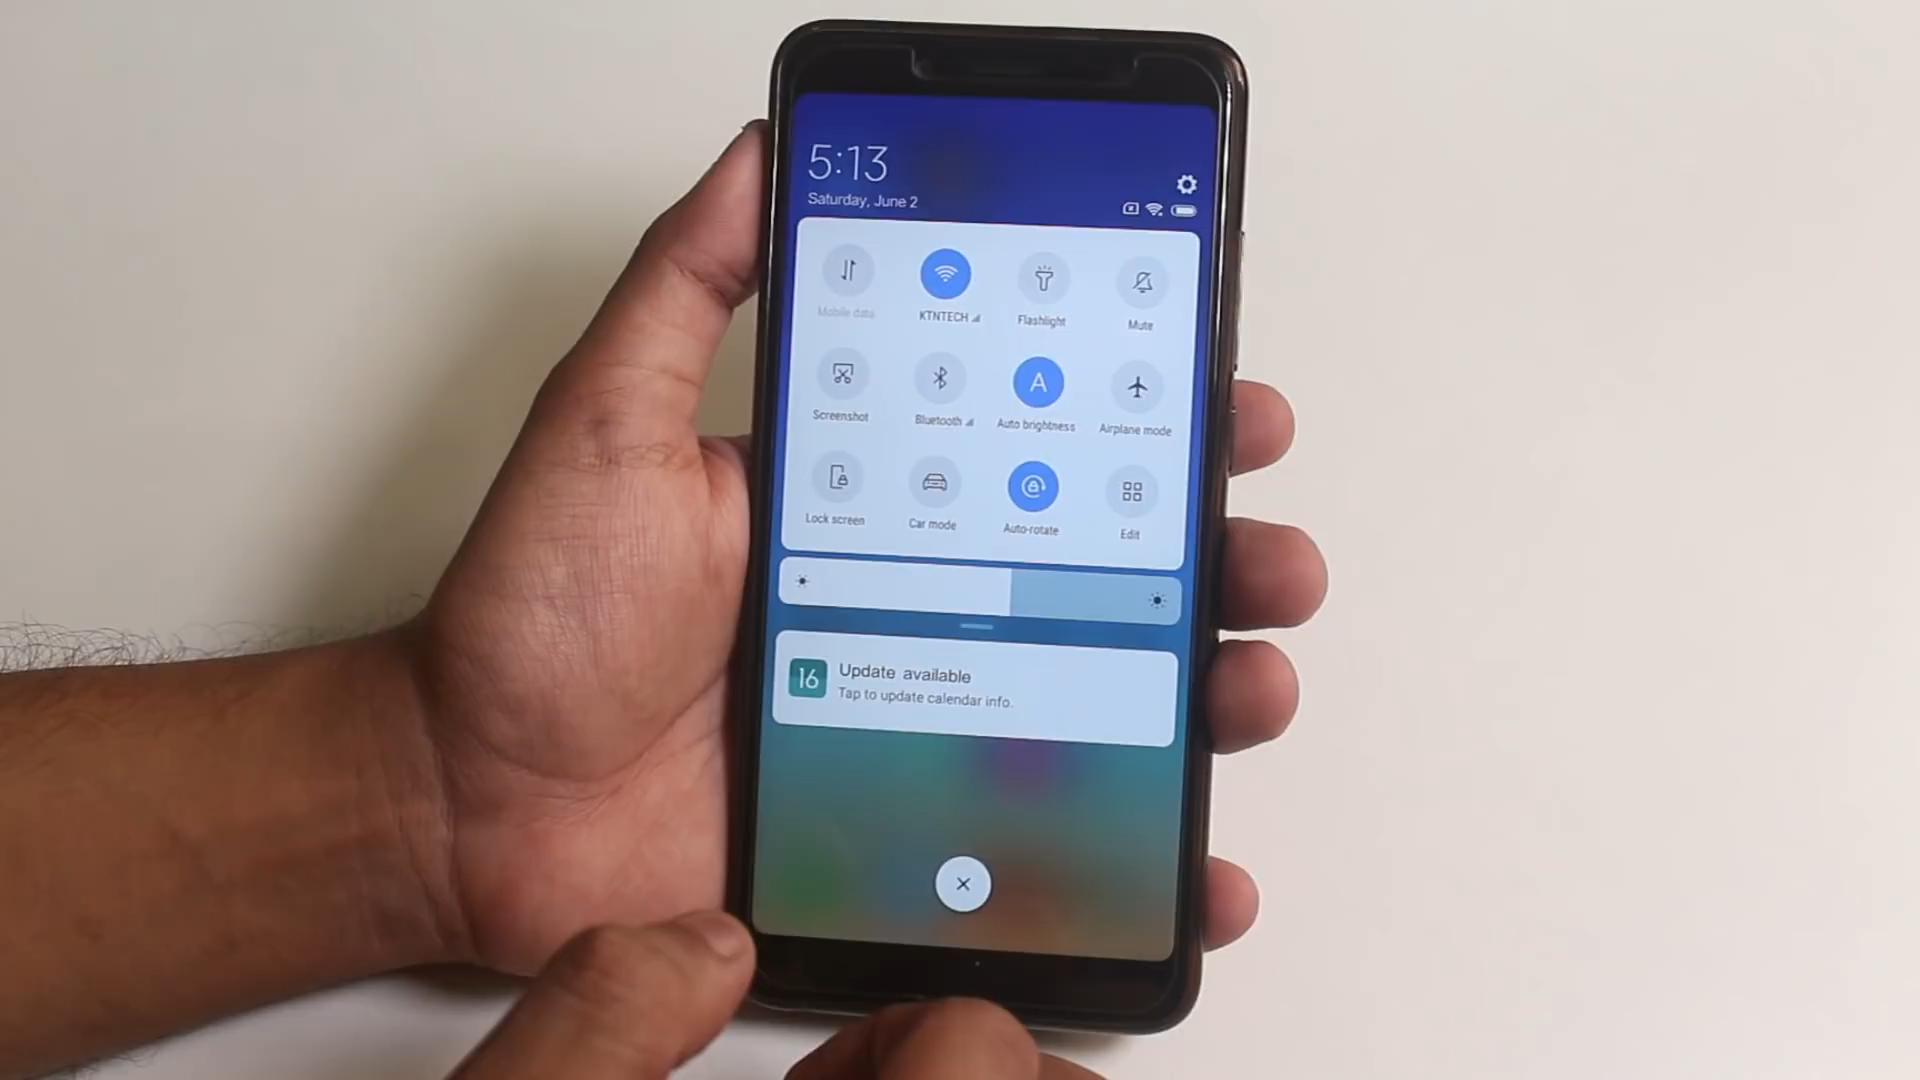 5:13
Saturday, June 2
Mobile data
KTNTECH
Flashlight
Mute
Screenshot
Bluetooth
Auto brightness
A
Airplane mode
Lock screen
Car mode
Auto-rotate
Edit
16
Update available
Tap to update calendar info.